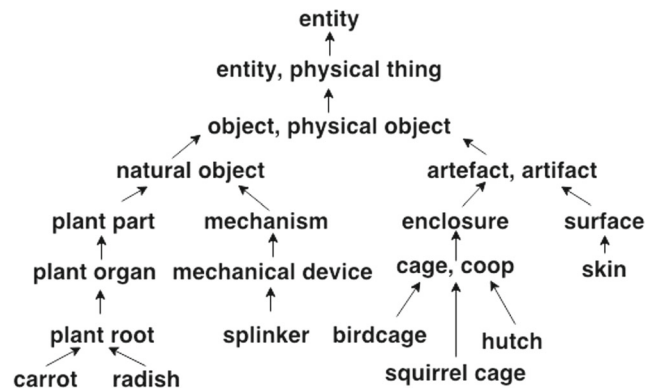 entity
entity, physical thing
object, physical object
natural object
artefact, artifact
plant part
mechanism
enclosure
surface
plant organ
mechanical device
cage, coop
skin
plant root
splinker
birdcage
hutch
squirrel cage
carrot
radish